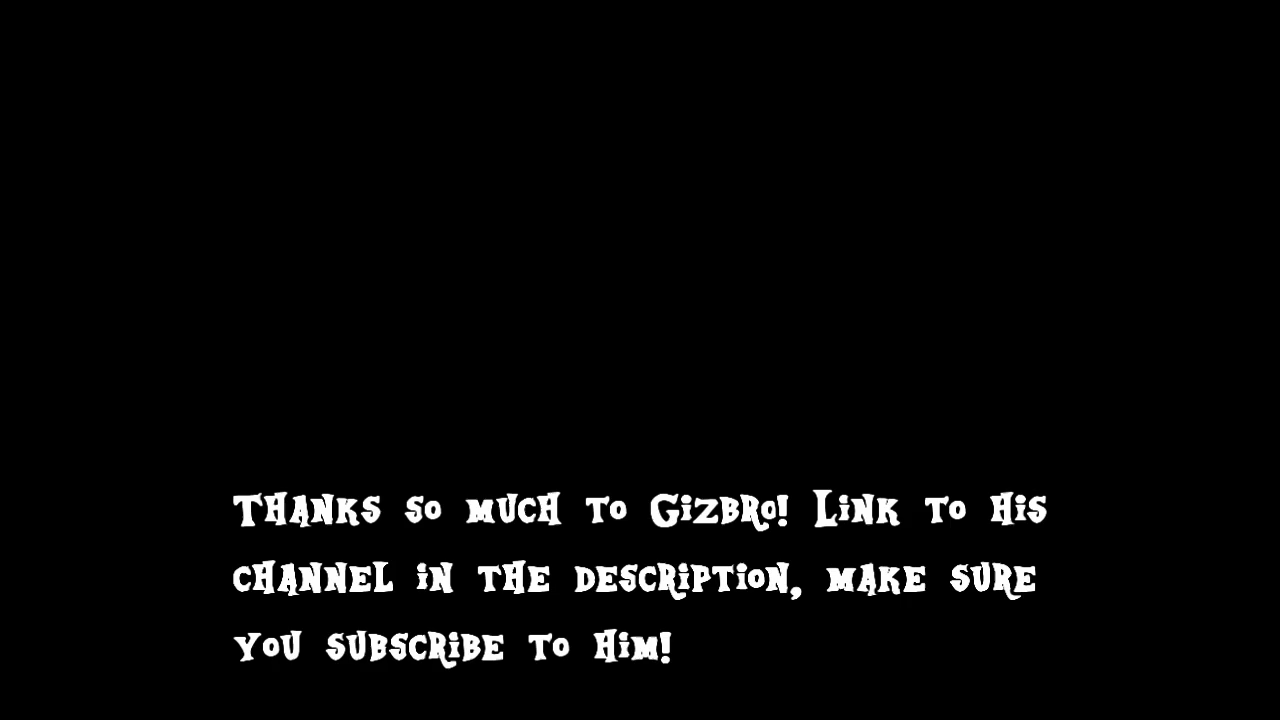 Thanks so much to Gizbro! Link to his
channel in the description, make sure
you subscribe to him!